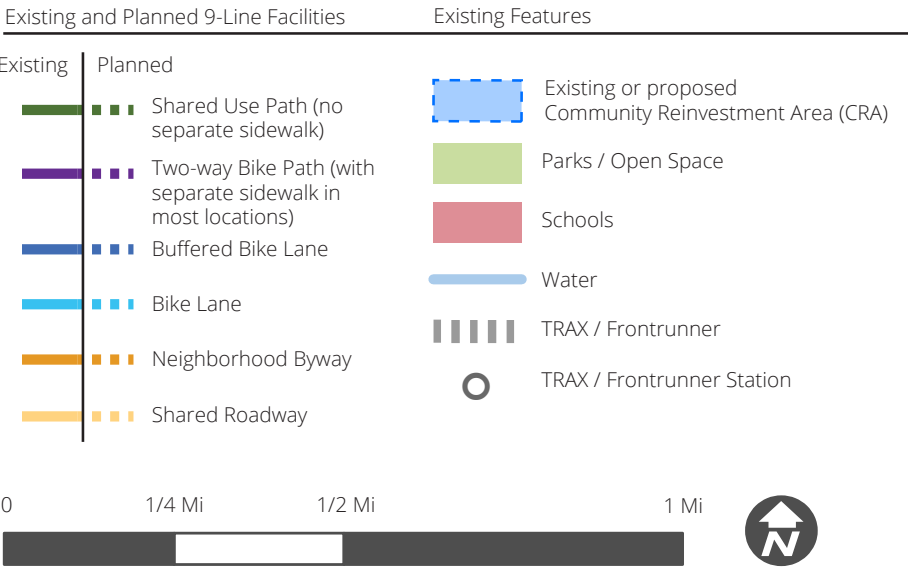 Existing and Planned 9-Line Facilities
Existing Planned
Shared Use Path (no
separate sidewalk)
Two-way Bike Path (with
separate sidewalk in
most locations)
Buffered Bike Lane
Bike Lane
Neighborhood Byway
Shared Roadway
Existing Features
Existing or proposed
Community Reinvestment Area (CRA)
Parks / Open Space
Schools
Water
TRAX / Frontrunner
TRAX / Frontrunner Station
0 1/4 Mi 1/2 Mi 1 Mi
N